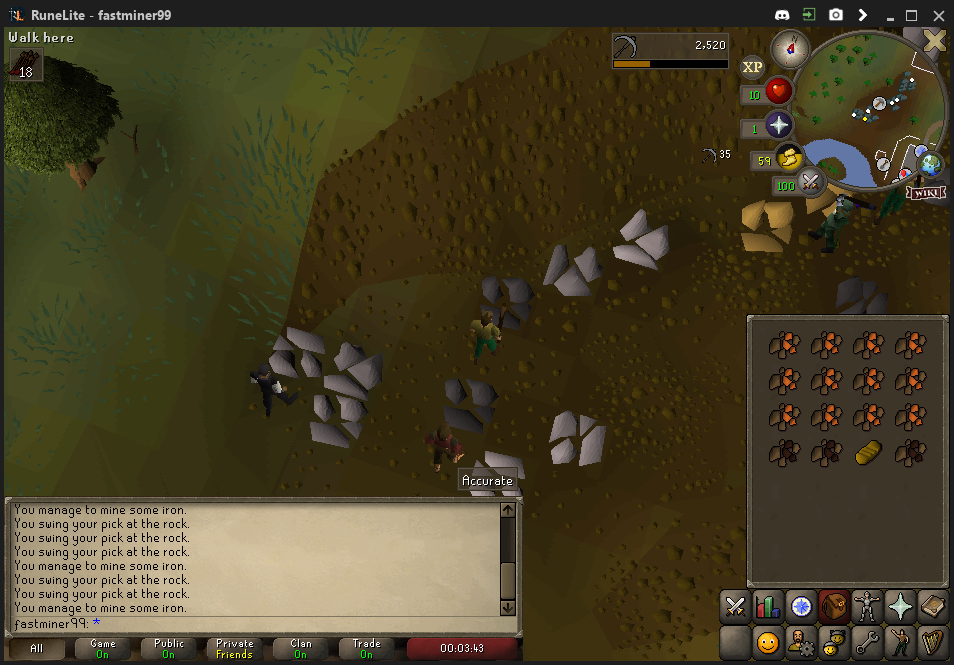 RuneLite - fastminer99
Walk here
18
2,520
XP
10
1
35
59
100
WIKI
Accurate
You manage to mine some iron.
You swing your pick at the rock.
You swing your pick at the rock.
You swing your pick at the rock.
You manage to mine some iron.
You swing your pick at the rock.
You swing your pick at the rock.
You manage to mine some iron.
fastminer99: *
All
Game
On
Public
On
Private
Friends
Clan
On
Trade
On
00:03:43